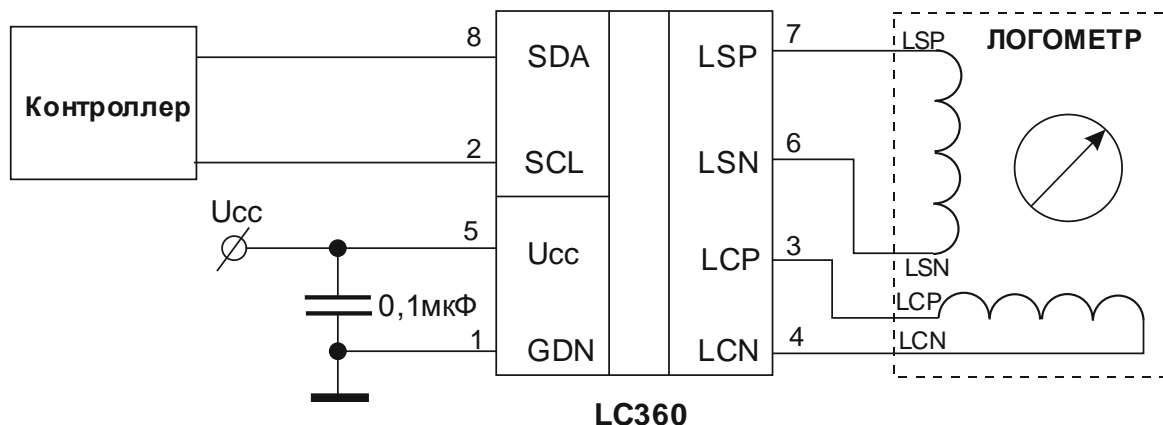 Контроллер
8
2
SDA
SCL
Ucc
5
Ucc
0,1мкФ
1
GDN
LSP
7
LSN
6
LCP
3
LCN
4
LC360
ЛОГОМЕТР
LSP
LSN
LCP
LCN